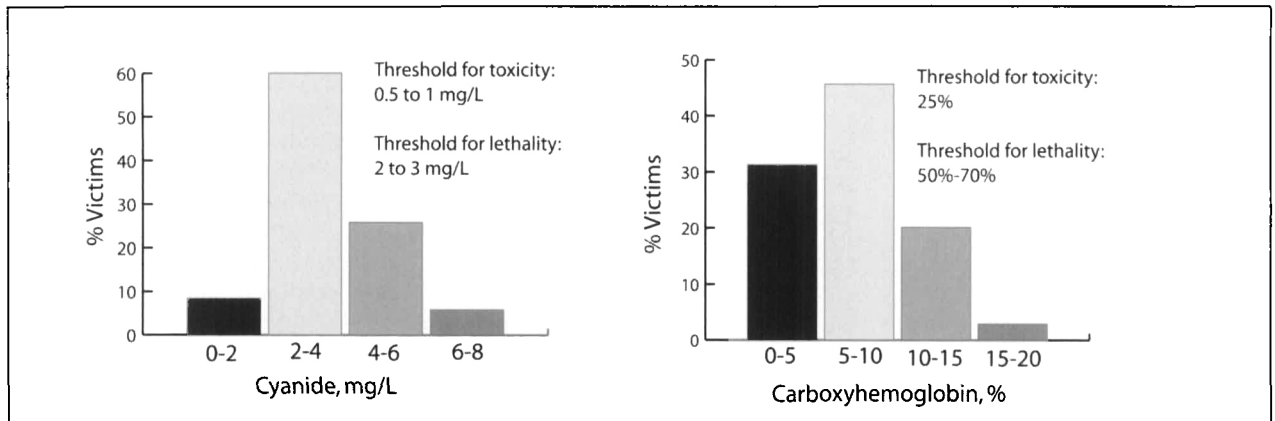 60
50
40
30
20
10
0
% Victims
Threshold for toxicity:
0.5 to 1 mg/L
Threshold for lethality:
2 to 3 mg/L
0-2 2-4 4-6 6-8
Cyanide, mg/L
50
40
30
20
10
0
% Victims
Threshold for toxicity:
25%
Threshold for lethality:
50%-70%
0-5 5-10 10-15 15-20
Carboxyhemoglobin, %